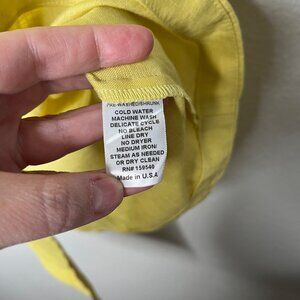 PRE-WASHED/SHRUNK
COLD WATER
MACHINE WASH
DELICATE CYCLE
NO BLEACH
LINE DRY
NO DRYER
MEDIUM IRON/
STEAM AS NEEDED
OR DRY CLEAN
RN# 159540
Made in U.S.A